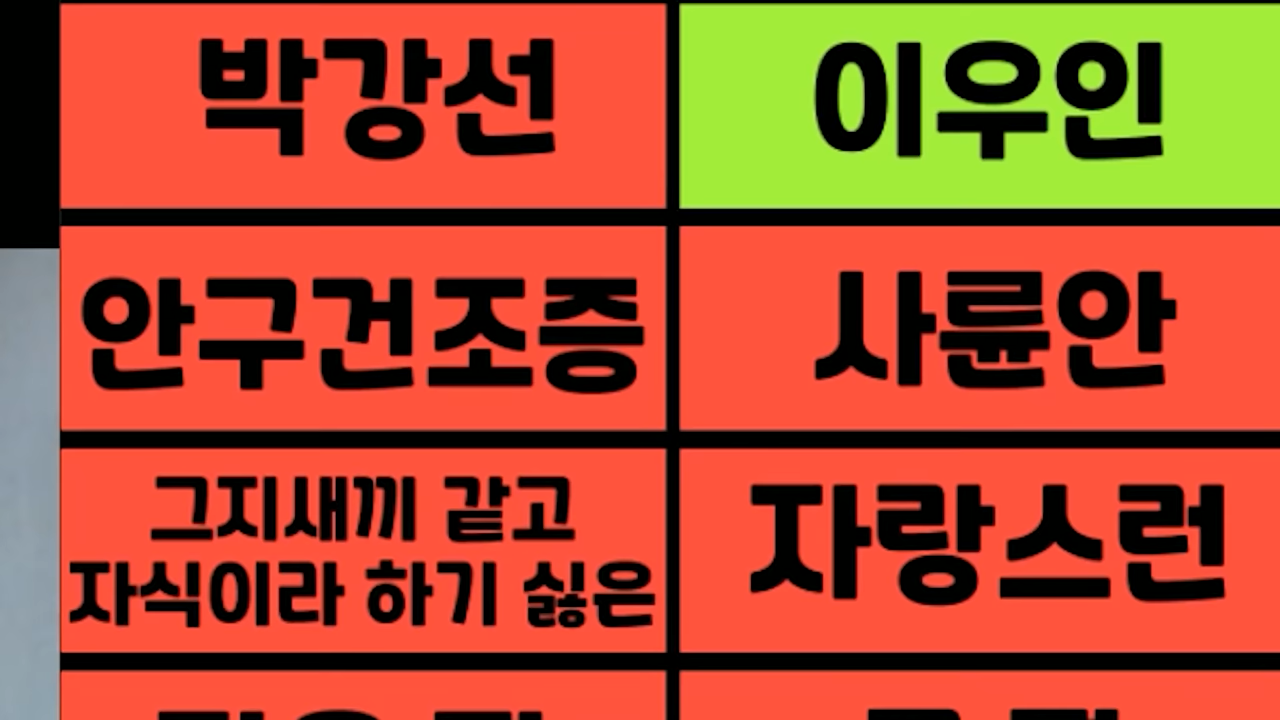 박강선
이우인
안구건조증
사륜안
그지새끼 같고
자식이라 하기 싫은
자랑스런